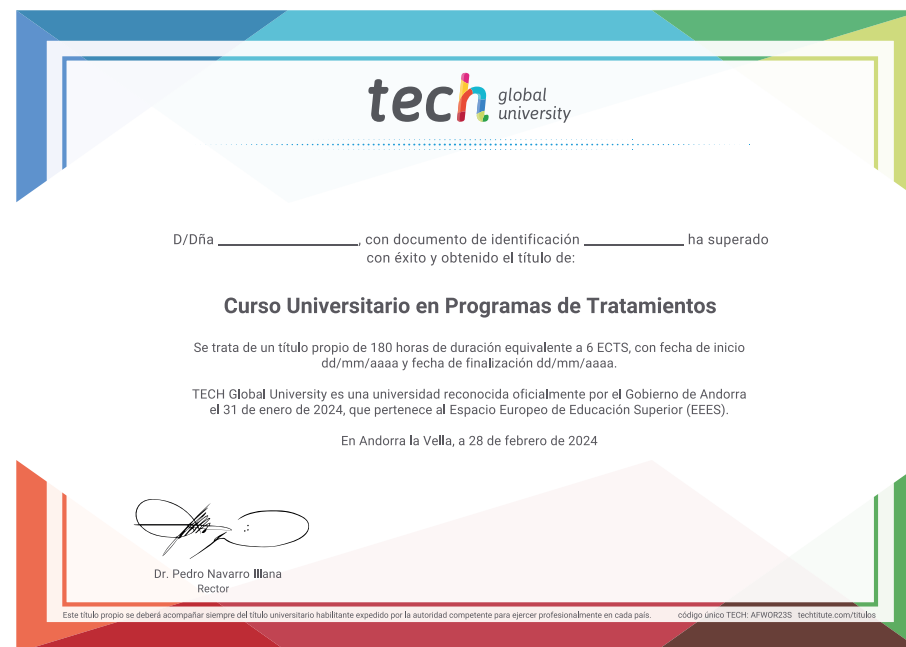 tech global
university
D/Dña ______________, con documento de identificación __________ ha superado
con éxito y obtenido el título de:
Curso Universitario en Programas de Tratamientos
Se trata de un título propio de 180 horas de duración equivalente a 6 ECTS, con fecha de inicio
dd/mm/aaaa y fecha de finalización dd/mm/aaaa.
TECH Global University es una universidad reconocida oficialmente por el Gobierno de Andorra
el 31 de enero de 2024, que pertenece al Espacio Europeo de Educación Superior (EEES).
En Andorra la Vella, a 28 de febrero de 2024
Dr. Pedro Navarro Illana
Rector
Este título propio se deberá acompañar siempre del título universitario habilitante expedido por la autoridad competente para ejercer profesionalmente en cada país. código único TECH: AFWOR23S techtitute.com/titulos